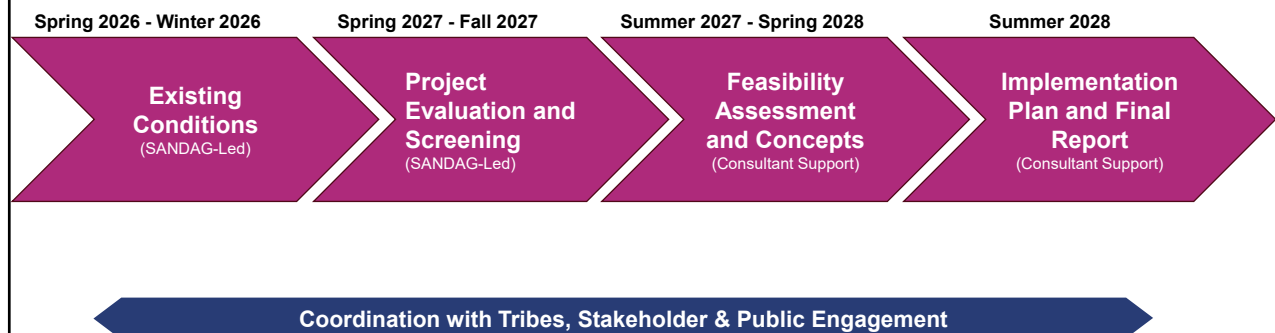 Spring 2026 - Winter 2026
Spring 2027 - Fall 2027
Summer 2027 - Spring 2028
Summer 2028
Existing
Conditions
(SANDAG-Led)
Project
Evaluation and
Screening
(SANDAG-Led)
Feasibility
Assessment
and Concepts
(Consultant Support)
Implementation
Plan and Final
Report
(Consultant Support)
Coordination with Tribes, Stakeholder & Public Engagement